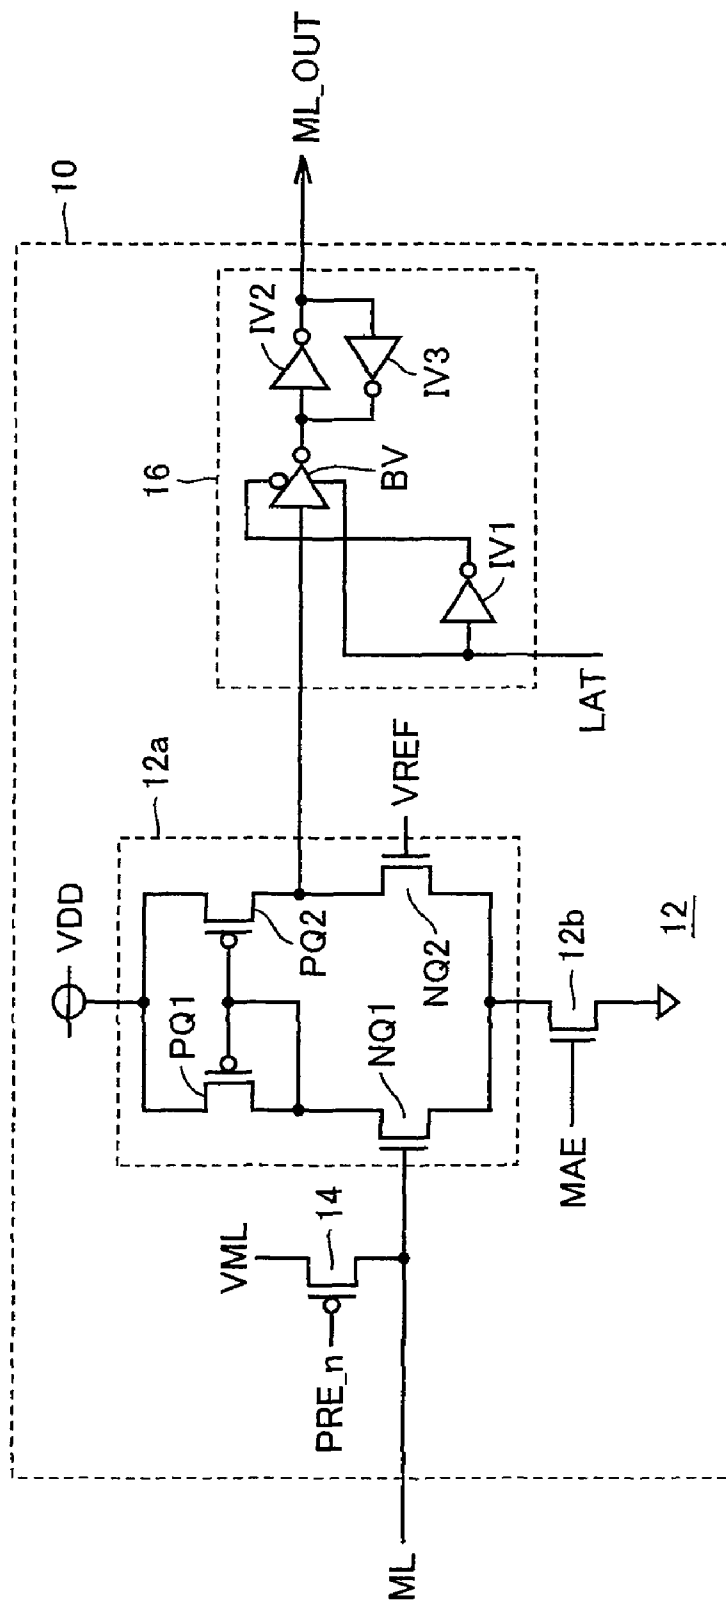 10
ML_OUT
16
IV2
IV3
BV
IV1
LAT
12a
VDD
PQ1
PQ2
NQ1
NQ2
VREF
12b
12
MAE
VML
14
PRE_n
ML